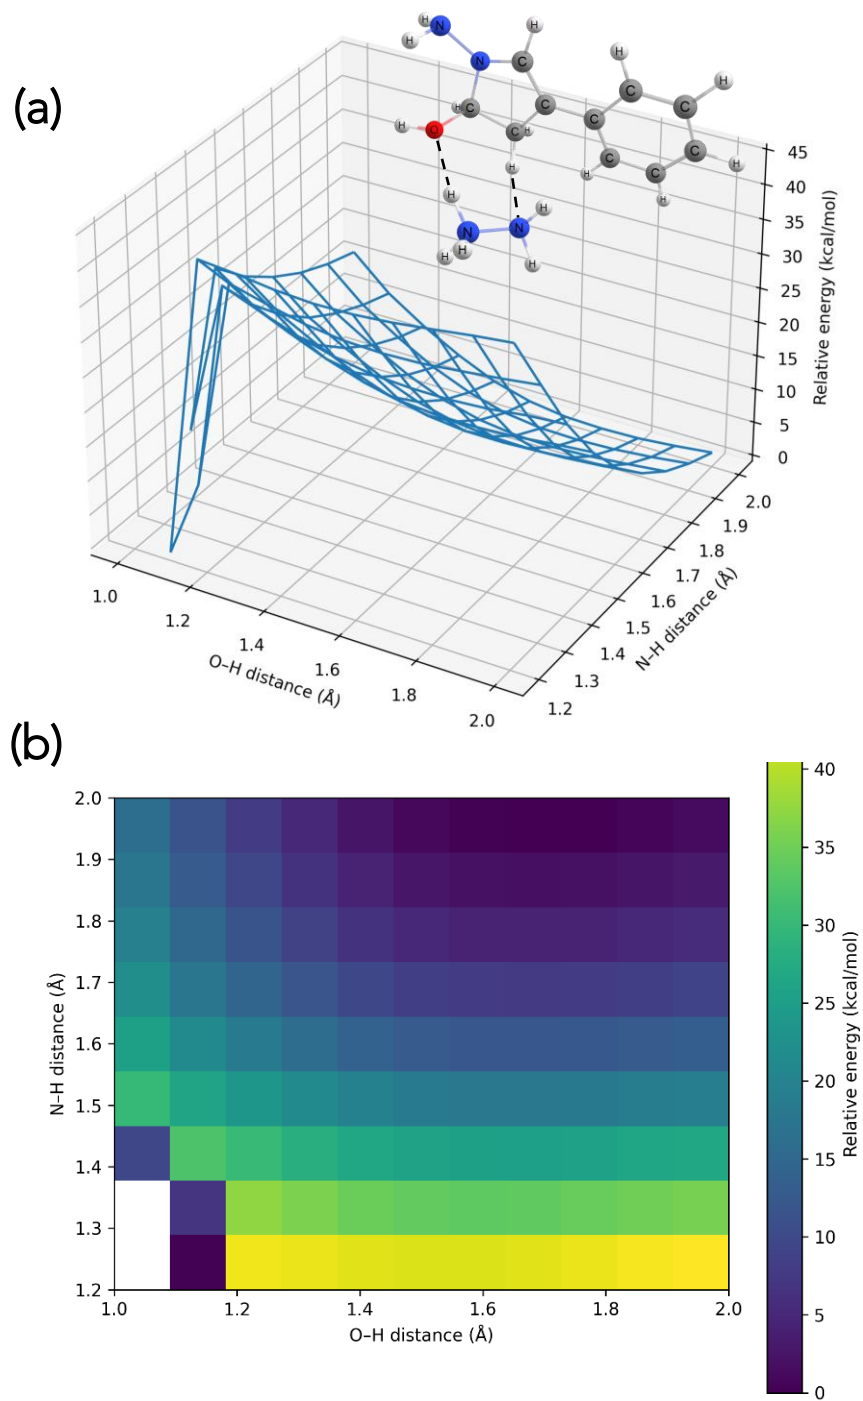 (a)
H
N
H
H
N
C
H
H
C
C
H
C
C
H
O
C
H
C
C
H
C
C
H
H
H
H
H
N
N
H
H
H
45
40
35
30
25
20
15
10
5
0
Relative energy (kcal/mol)
1.0
1.2
1.4
1.6
1.8
2.0
O–H distance (Å)
2.0
1.9
1.8
1.7
1.6
1.5
1.4
1.3
1.2
N–H distance (Å)
(b)
2.0
1.9
1.8
1.7
1.6
1.5
1.4
1.3
1.2
N–H distance (Å)
1.0
1.2
1.4
1.6
1.8
2.0
O–H distance (Å)
40
35
30
25
20
15
10
5
0
Relative energy (kcal/mol)